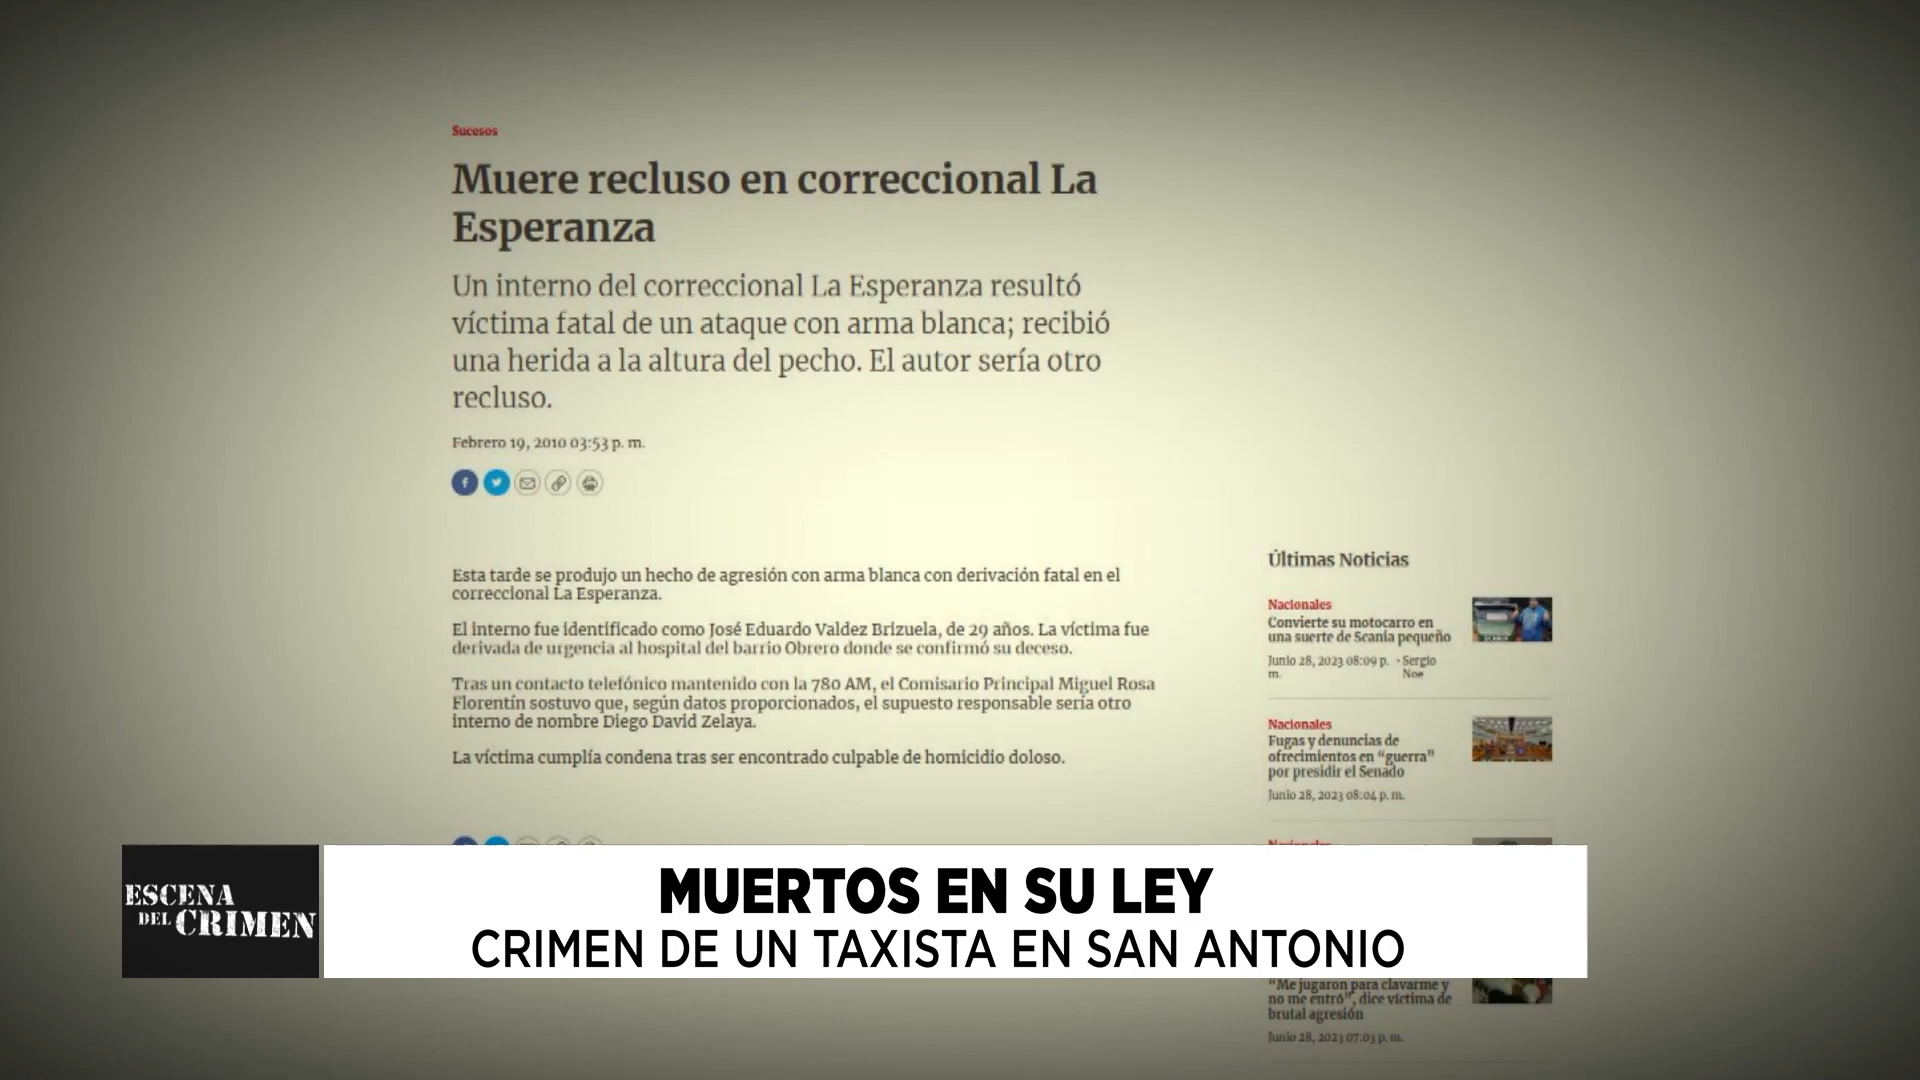 Sucesos
Muere recluso en correccional La
Esperanza
Un interno del correccional La Esperanza resultó
víctima fatal de un ataque con arma blanca; recibió
una herida a la altura del pecho. El autor sería otro
recluso.
Febrero 19, 2010 03:53 p. m.
Esta tarde se produjo un hecho de agresión con arma blanca con derivación fatal en el
correccional La Esperanza.
El interno fue identificado como José Eduardo Valdez Brizuela, de 29 años. La víctima fue
derivada de urgencia al hospital del barrio Obrero donde se confirmó su deceso.
Tras un contacto telefónico mantenido con la 780 AM, el Comisario Principal Miguel Rosa
Florentín sostuvo que, según datos proporcionados, el supuesto responsable sería otro
interno de nombre Diego David Zelaya.
La víctima cumplía condena tras ser encontrado culpable de homicidio doloso.
Últimas Noticias
Nacionales
Convierte su motocarro en
una suerte de Scania pequeño
Junio 28, 2023 08:09 p. m. · Sergio Noe
Nacionales
Fugas y denuncias de
ofrecimientos en “guerra”
por presidir el Senado
Junio 28, 2023 08:04 p. m.
“Me jugaron para clavarme y
no me entró”, dice víctima de
brutal agresión
Junio 28, 2023 07:03 p. m.
ESCENA
DEL CRIMEN
MUERTOS EN SU LEY
CRIMEN DE UN TAXISTA EN SAN ANTONIO